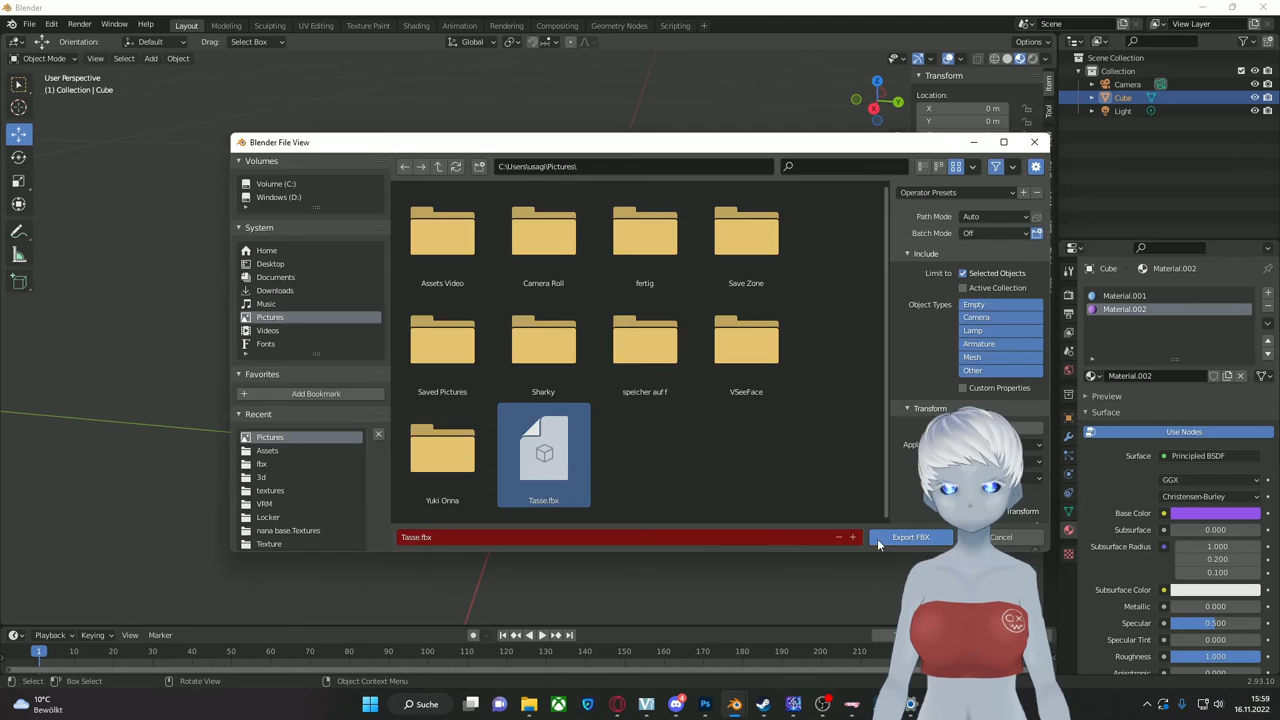 Blender
File Edit Render Window Help Layout Modeling Sculpting UV Editing Texture Paint Shading Animation Rendering Compositing Geometry Nodes Scripting + Scene View Layer
Orientation: Default Drag: Select Box Global Options
Object Mode View Select Add Object
User Perspective
(1) Collection | Cube
Z
Y
X
Transform
Location:
X 0 m
Y 0 m
Item
Tool
Scene Collection
Collection
Camera
Cube
Light
Blender File View
Volumes
Volume (C:)
Windows (D:)
System
Home
Desktop
Documents
Downloads
Music
Pictures
Videos
Fonts
Favorites
Add Bookmark
Recent
Pictures
Assets
fbx
3d
textures
VRM
Locker
nana base.Textures
Texture
C:\Users\usagi\Pictures\
Assets Video Camera Roll fertig Save Zone
Saved Pictures Sharky speicher auf f VSeeFace
Yuki Onna Tasse.fbx
Tasse.fbx
Export FBX Cancel
Operator Presets
Path Mode Auto
Batch Mode Off
Include
Limit to Selected Objects
Active Collection
Object Types Empty
Camera
Lamp
Armature
Mesh
Other
Custom Properties
Transform
Cube Material.002
Material.001
Material.002
Material.002
Preview
Surface
Use Nodes
Surface Principled BSDF
GGX
Christensen-Burley
Base Color
Subsurface 0.000
Subsurface Radius 1.000
0.200
0.100
Subsurface Color
Metallic 0.000
Specular 0.500
Specular Tint 0.000
Roughness 1.000
Playback Keying View Marker
1 10 20 30 40 50 60 70 80 90 100 110 120 130 140 150 160 170 180 190 200 210
Select Box Select Rotate View Object Context Menu 2.93.10
10°C
Bewölkt
Suche
15:59
16.11.2022